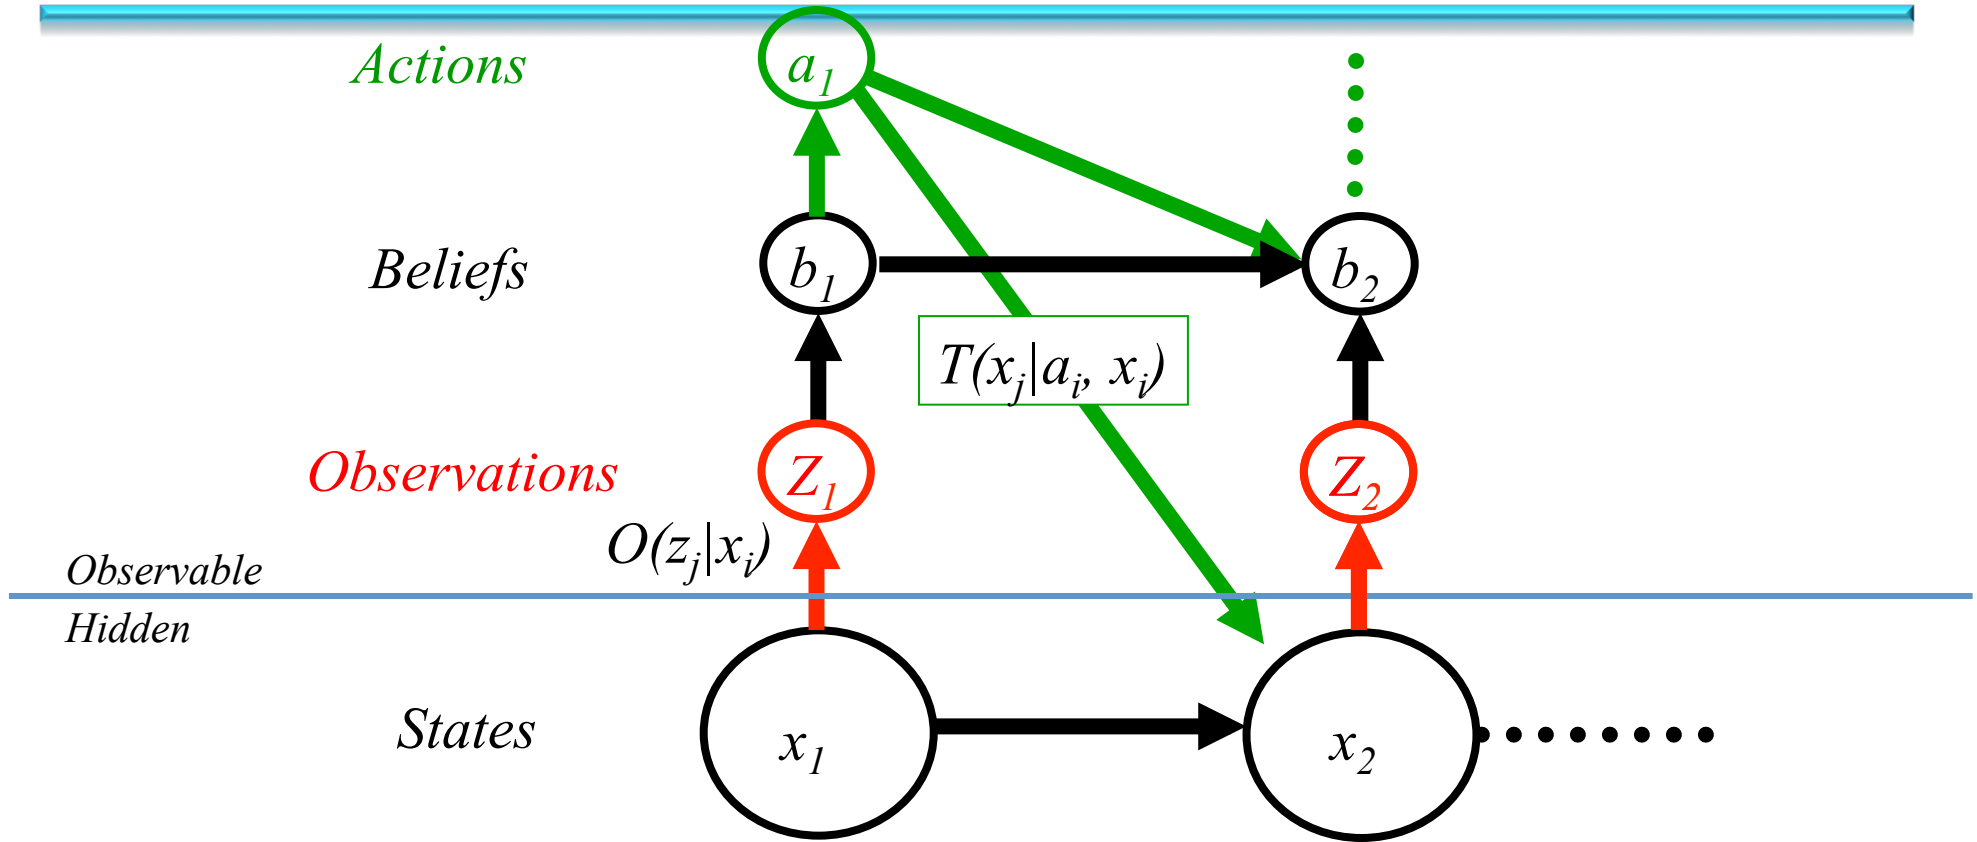 Actions
a1
Beliefs
b1
b2
T(xj|ai, xi)
Observations
Z1
Z2
O(zj|xi)
Observable
Hidden
States
x1
x2